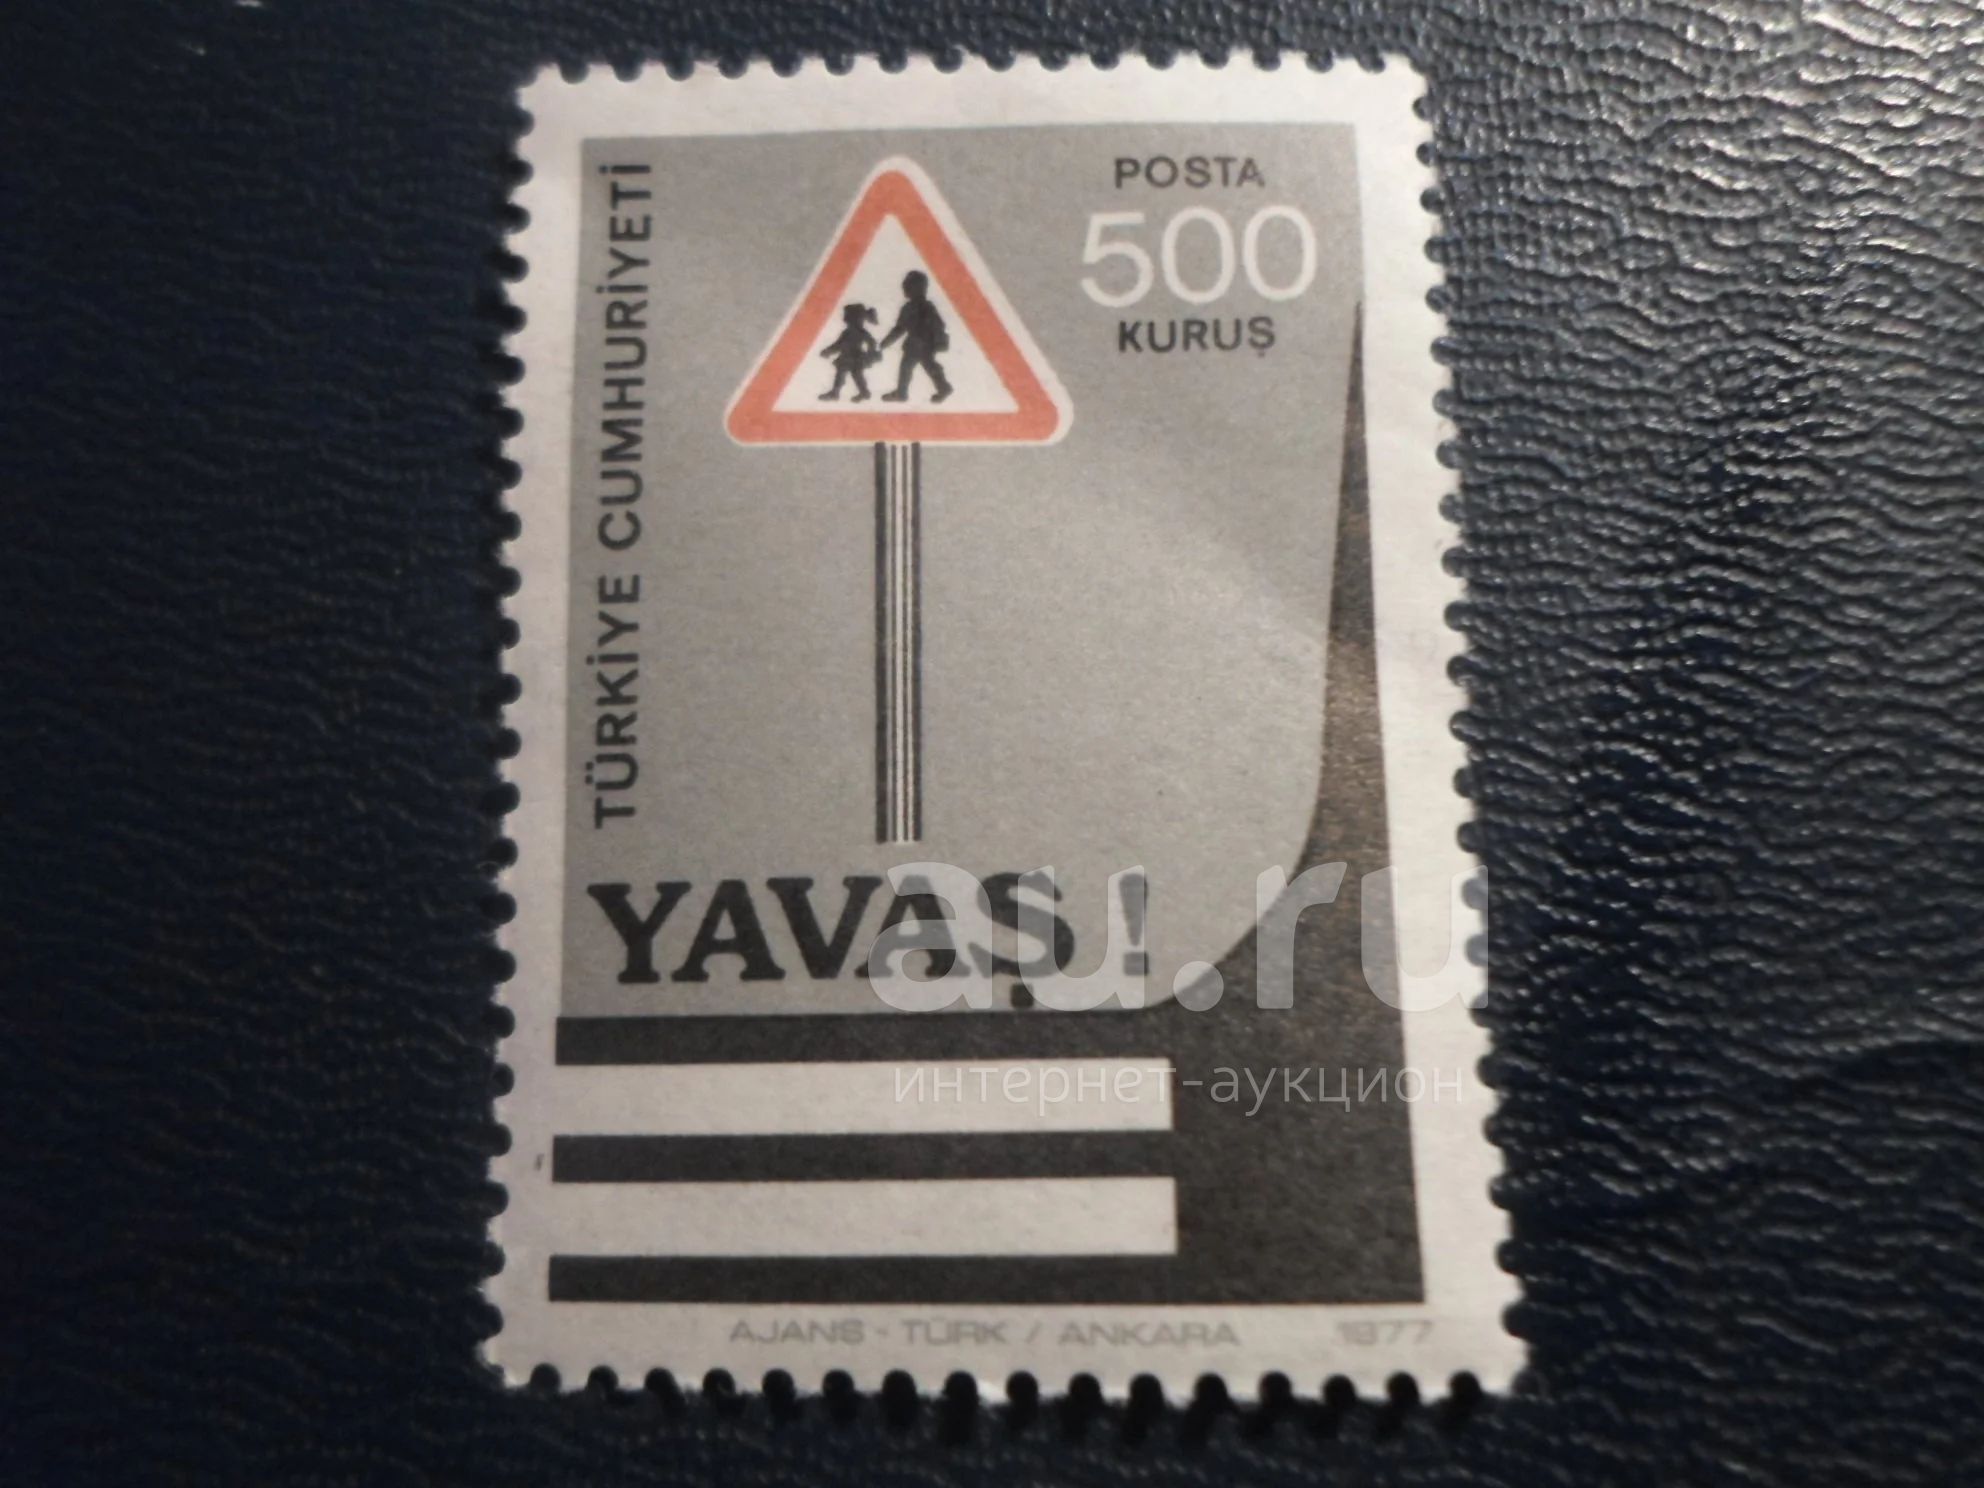 TÜRKİYE CUMHURİYETİ
POSTA
500
KURUŞ
YAVAŞ !
au.ru
интернет-аукцион
AJANS - TÜRK / ANKARA 1977